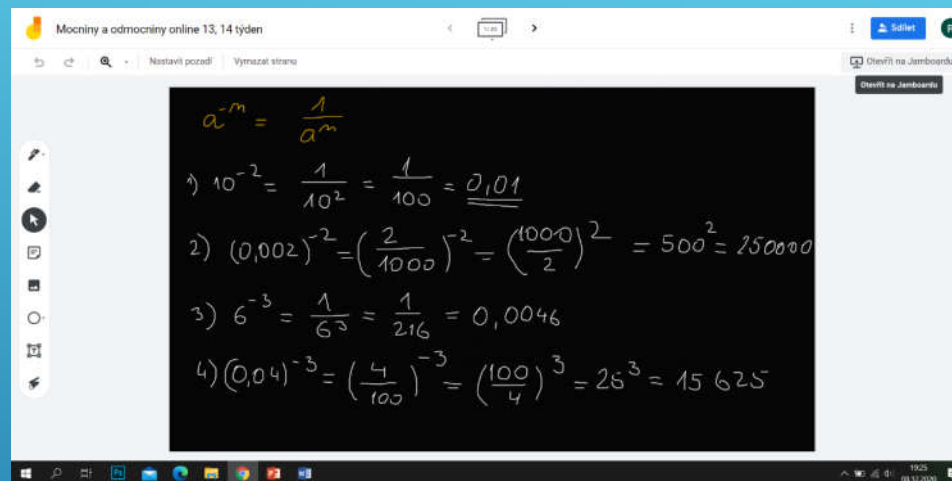 Mocniny a odmocniny online 13, 14 týden
Sdílet
Nastavit pozadí Vymazat stranu
Otevřít na Jamboardu
Otevřít na Jamboardu
a^-n = 1/a^n
1) 10^-2 = 1/10^2 = 1/100 = 0,01
2) (0,002)^-2 = (2/1000)^-2 = (1000/2)^2 = 500^2 = 250000
3) 6^-3 = 1/6^3 = 1/216 = 0,0046
4) (0,04)^-3 = (4/100)^-3 = (100/4)^3 = 25^3 = 15 625
19:25
08.12.2020